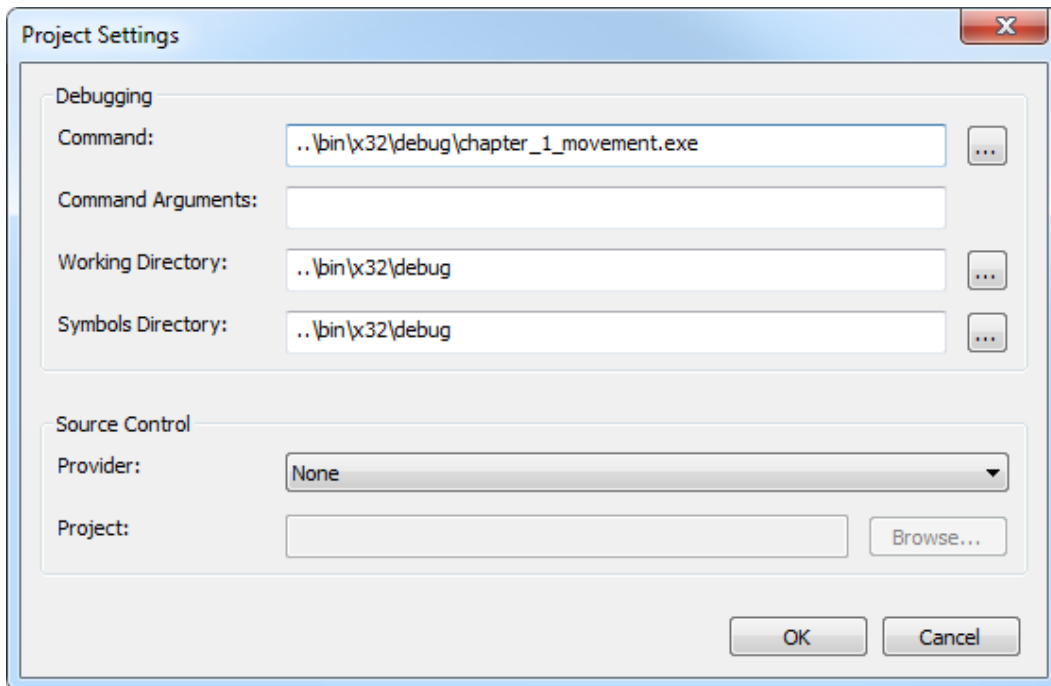 Project Settings
Debugging
Command:
..\bin\x32\debug\chapter_1_movement.exe
...
Command Arguments:
Working Directory:
..\bin\x32\debug
...
Symbols Directory:
..\bin\x32\debug
...
Source Control
Provider:
None
Project:
Browse...
OK
Cancel